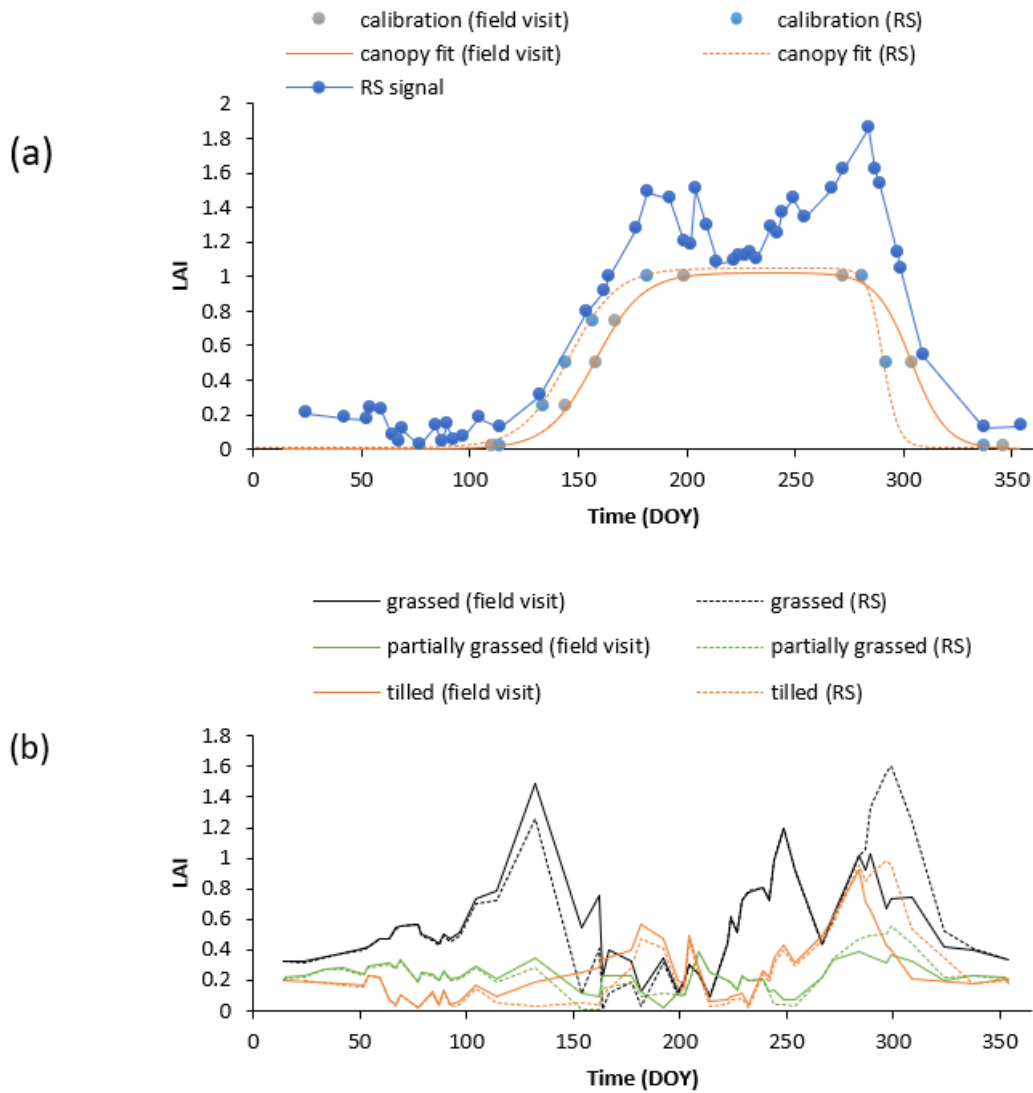 calibration (field visit) calibration (RS)
canopy fit (field visit) canopy fit (RS)
RS signal
(a)
2
1.8
1.6
1.4
1.2
1
0.8
0.6
0.4
0.2
0
LAI
0 50 100 150 200 250 300 350
Time (DOY)
grassed (field visit) grassed (RS)
partially grassed (field visit) partially grassed (RS)
tilled (field visit) tilled (RS)
(b)
1.8
1.6
1.4
1.2
1
0.8
0.6
0.4
0.2
0
LAI
0 50 100 150 200 250 300 350
Time (DOY)